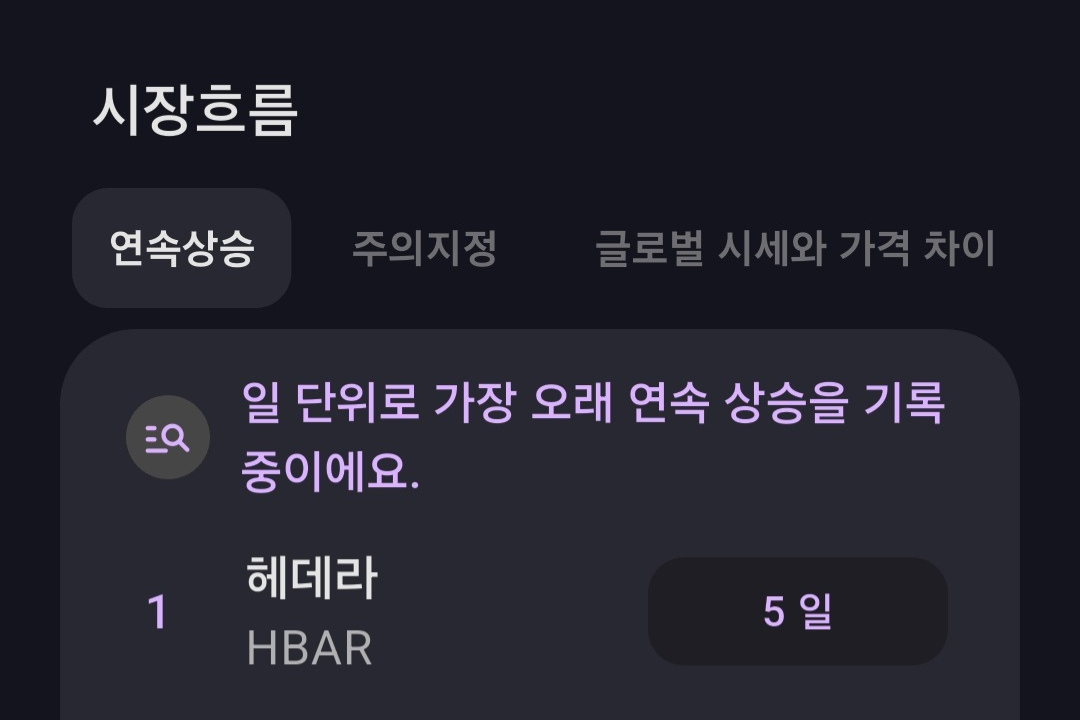 시장흐름
연속상승 주의지정 글로벌 시세와 가격 차이
일 단위로 가장 오래 연속 상승을 기록
중이에요.
1 헤데라 5 일
HBAR